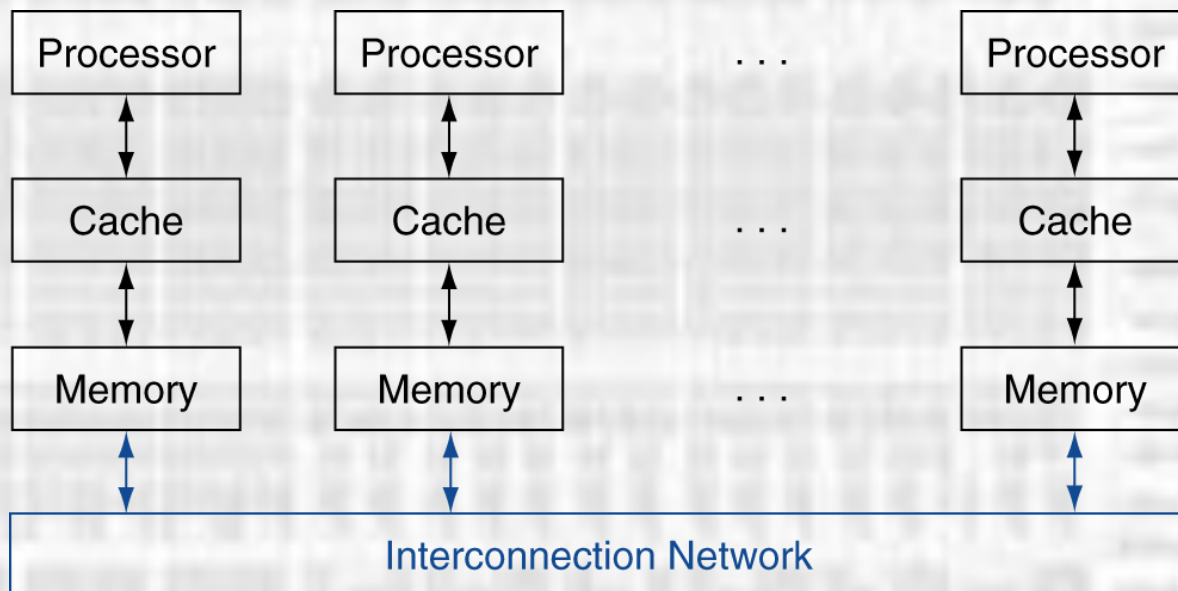 Processor Processor . . . Processor
Cache Cache . . . Cache
Memory Memory . . . Memory
Interconnection Network